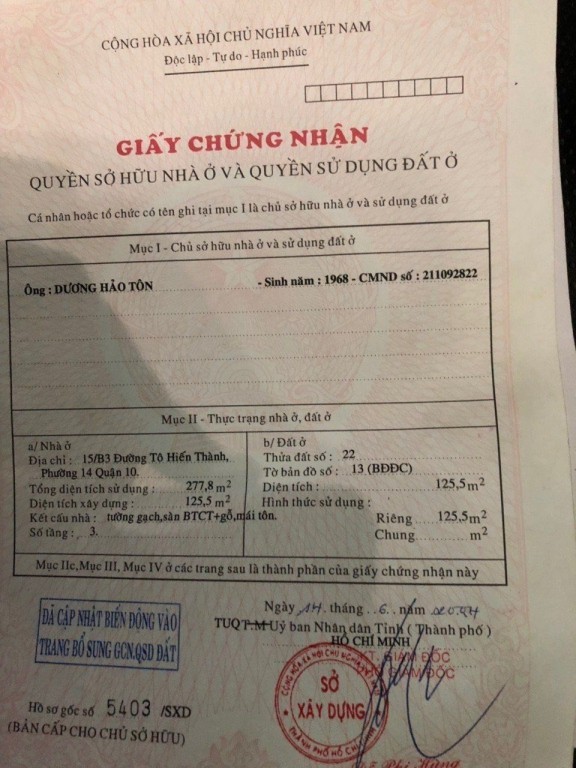 CỘNG HÒA XÃ HỘI CHỦ NGHĨA VIỆT NAM
Độc lập - Tự do - Hạnh phúc
GIẤY CHỨNG NHẬN
QUYỀN SỞ HỮU NHÀ Ở VÀ QUYỀN SỬ DỤNG ĐẤT Ở
Cá nhân hoặc tổ chức có tên ghi tại mục I là chủ sở hữu nhà ở và sử dụng đất ở
Mục I - Chủ sở hữu nhà ở và sử dụng đất ở
Ông : DƯƠNG HẢO TÔN - Sinh năm : 1968 - CMND số : 211092822
Mục II - Thực trạng nhà ở, đất ở
a/ Nhà ở
Địa chỉ : 15/B3 Đường Tô Hiến Thành,
Phường 14 Quận 10.
Tổng diện tích sử dụng : 277,8 m2
Diện tích xây dựng : 125,5 m2
Kết cấu nhà : tường gạch,sàn BTCT+gỗ,mái tôn.
Số tầng : 3.
b/ Đất ở
Thửa đất số : 22
Tờ bản đồ số : 13 (BĐĐC)
Diện tích : 125,5 m2
Hình thức sử dụng :
Riêng 125,5 m2
Chung m2
Mục IIc,Mục III, Mục IV ở các trang sau là thành phần của giấy chứng nhận này
ĐÃ CẬP NHẬT BIẾN ĐỘNG VÀO
TRANG BỔ SUNG GCN.QSD ĐẤT
Ngày 14 tháng 6 năm 2004
TUQ T.M Uỷ ban Nhân dân Tỉnh ( Thành phố )
HỒ CHÍ MINH
GIÁM ĐỐC
GIÁM ĐỐC
SỞ
XÂY DỰNG
Hồ sơ gốc số 5403 /SXD
(BẢN CẤP CHO CHỦ SỞ HỮU)
Phi Hùng